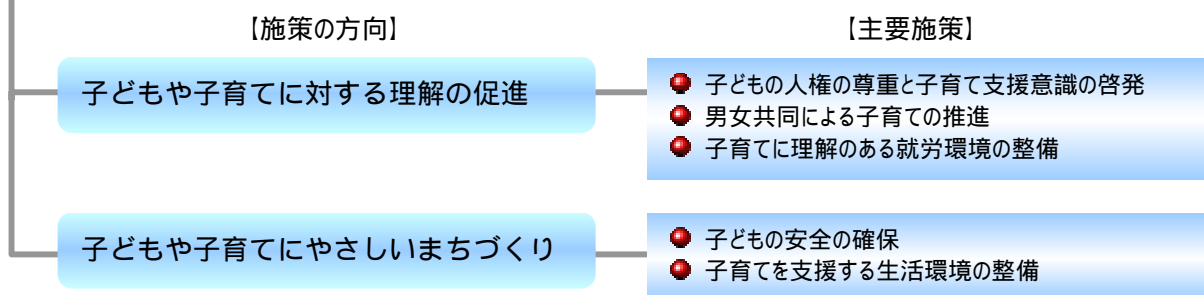 【施策の方向】
【主要施策】
子どもや子育てに対する理解の促進
子どもの人権の尊重と子育て支援意識の啓発
男女共同による子育ての推進
子育てに理解のある就労環境の整備
子どもや子育てにやさしいまちづくり
子どもの安全の確保
子育てを支援する生活環境の整備